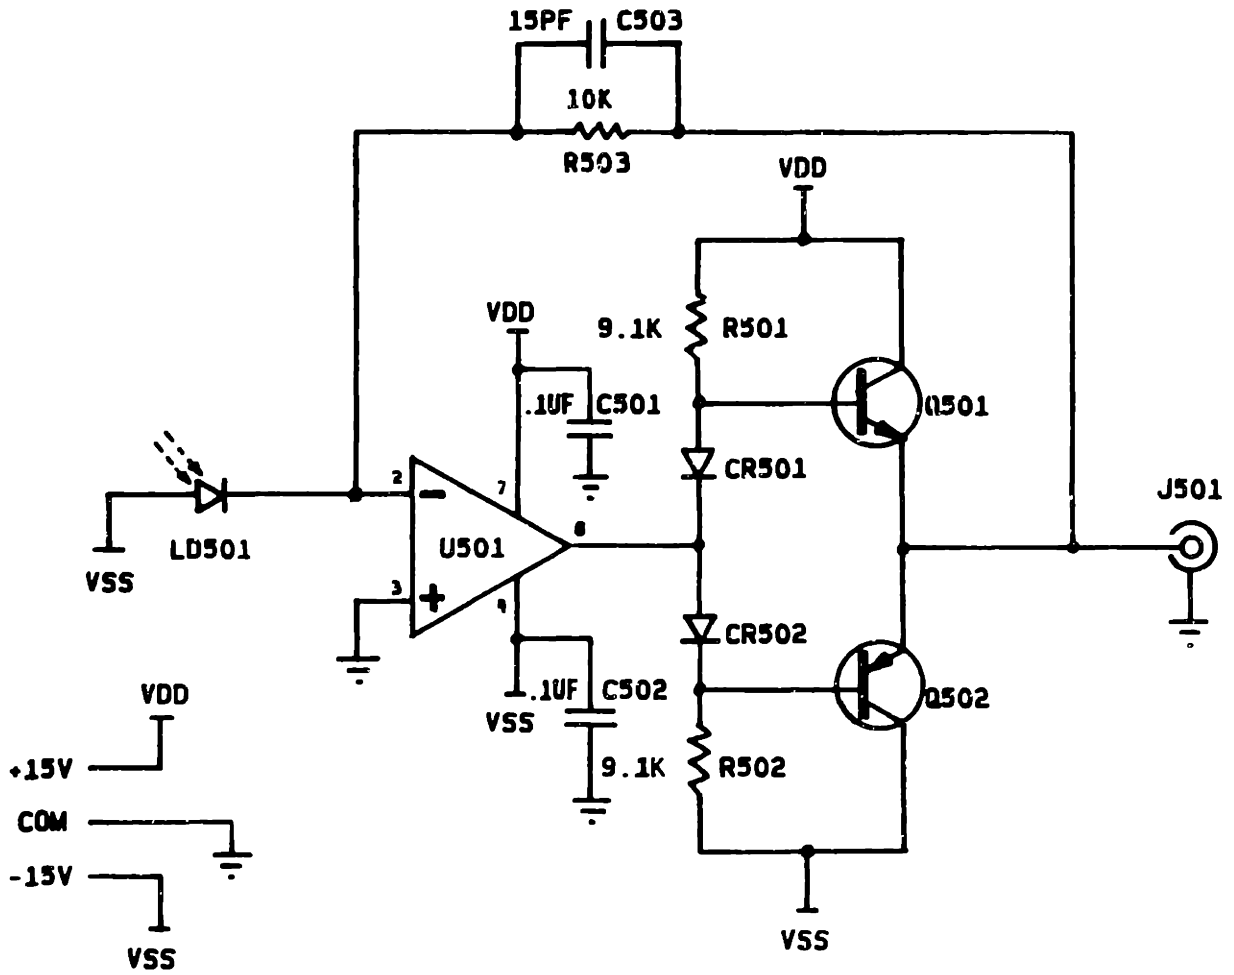 15PF C503
10K
R503
VDD
VDD
9.1K R501
.1UF C501
Q501
CR501
J501
2
7
6
LD501
U501
VSS
3
4
CR502
.1UF C502
Q502
VSS
VDD
9.1K R502
+15V
COM
-15V
VSS
VSS